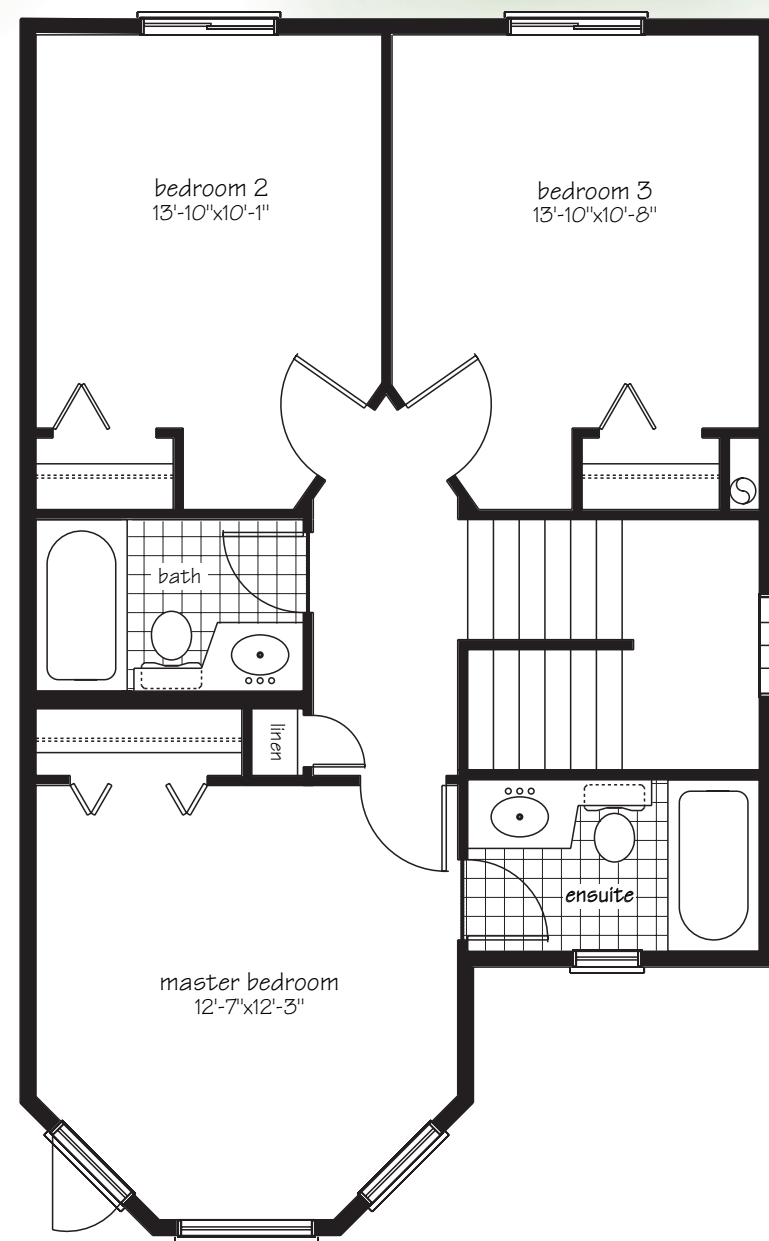 bedroom 2
13'-10"x10'-1"
bedroom 3
13'-10"x10'-8"
bath
linen
ensuite
master bedroom
12'-7"x12'-3"